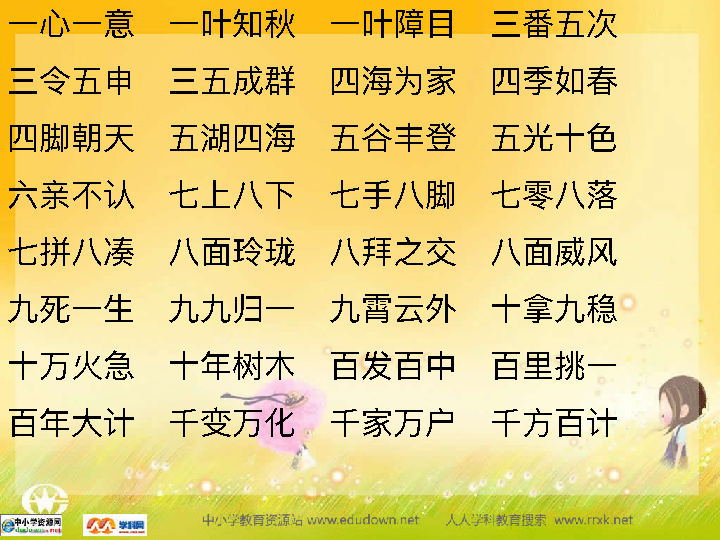 一心一意 一叶知秋 一叶障目 三番五次
三令五申 三五成群 四海为家 四季如春
四脚朝天 五湖四海 五谷丰登 五光十色
六亲不认 七上八下 七手八脚 七零八落
七拼八凑 八面玲珑 八拜之交 八面威风
九死一生 九九归一 九霄云外 十拿九稳
十万火急 十年树木 百发百中 百里挑一
百年大计 千变万化 千家万户 千方百计
中小学资源网 学科网 中小学教育资源站 www.edudown.net 人人学科教育搜索 www.rrxk.net